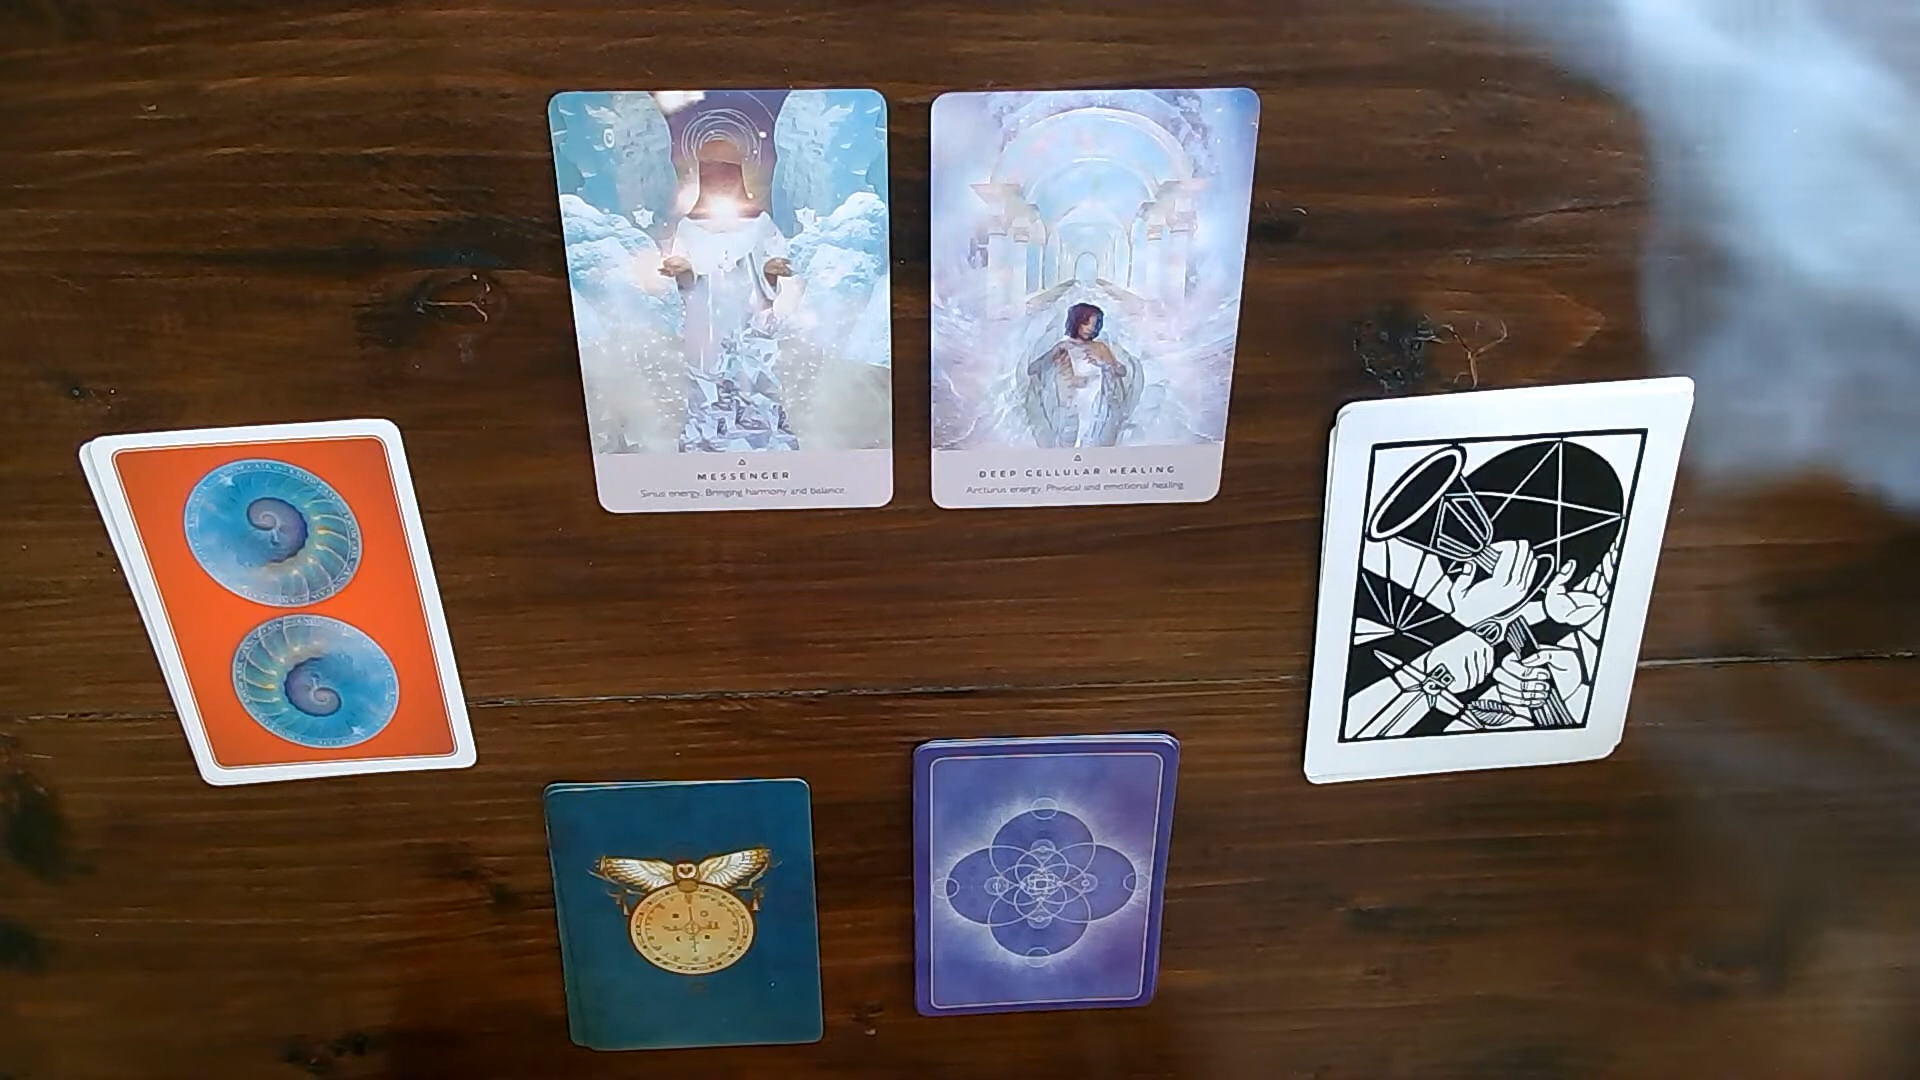 MESSENGER
Sirius energy. Bringing harmony and balance.
DEEP CELLULAR HEALING
Arcturus energy. Physical and emotional healing.